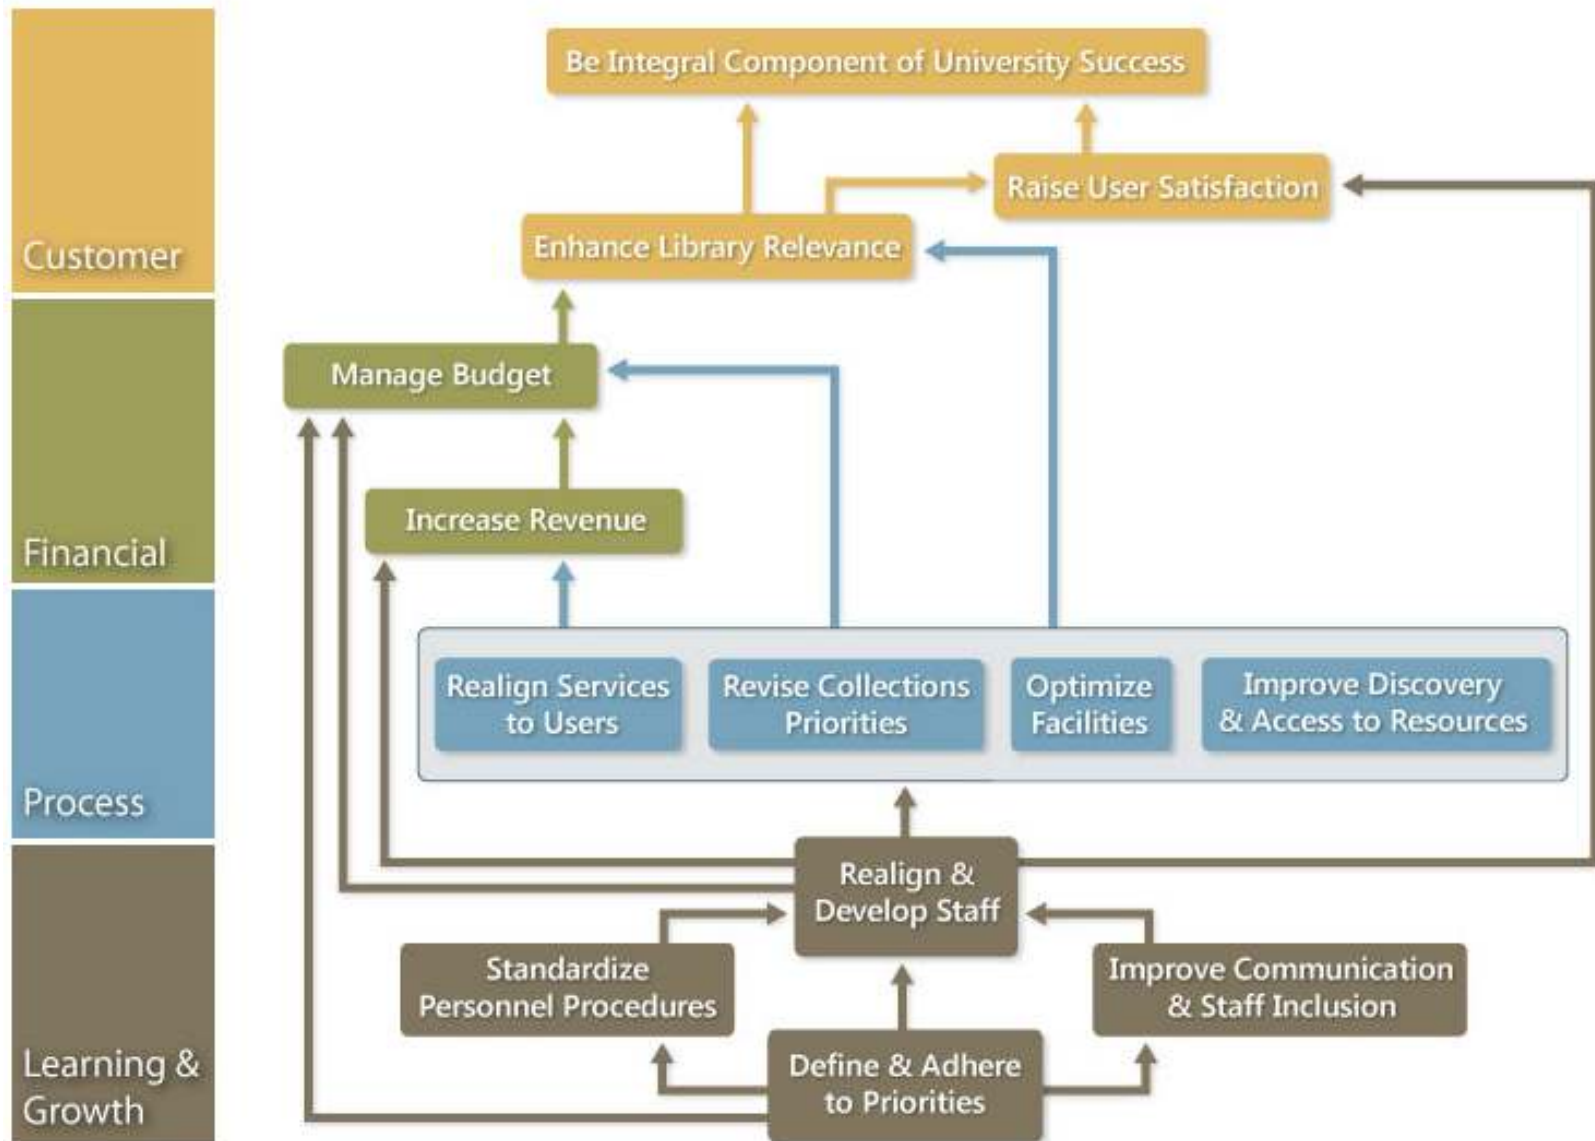 Be Integral Component of University Success
Raise User Satisfaction
Enhance Library Relevance
Customer
Manage Budget
Increase Revenue
Financial
Realign Services
to Users
Revise Collections
Priorities
Optimize
Facilities
Improve Discovery
& Access to Resources
Process
Realign &
Develop Staff
Standardize
Personnel Procedures
Improve Communication
& Staff Inclusion
Define & Adhere
to Priorities
Learning &
Growth